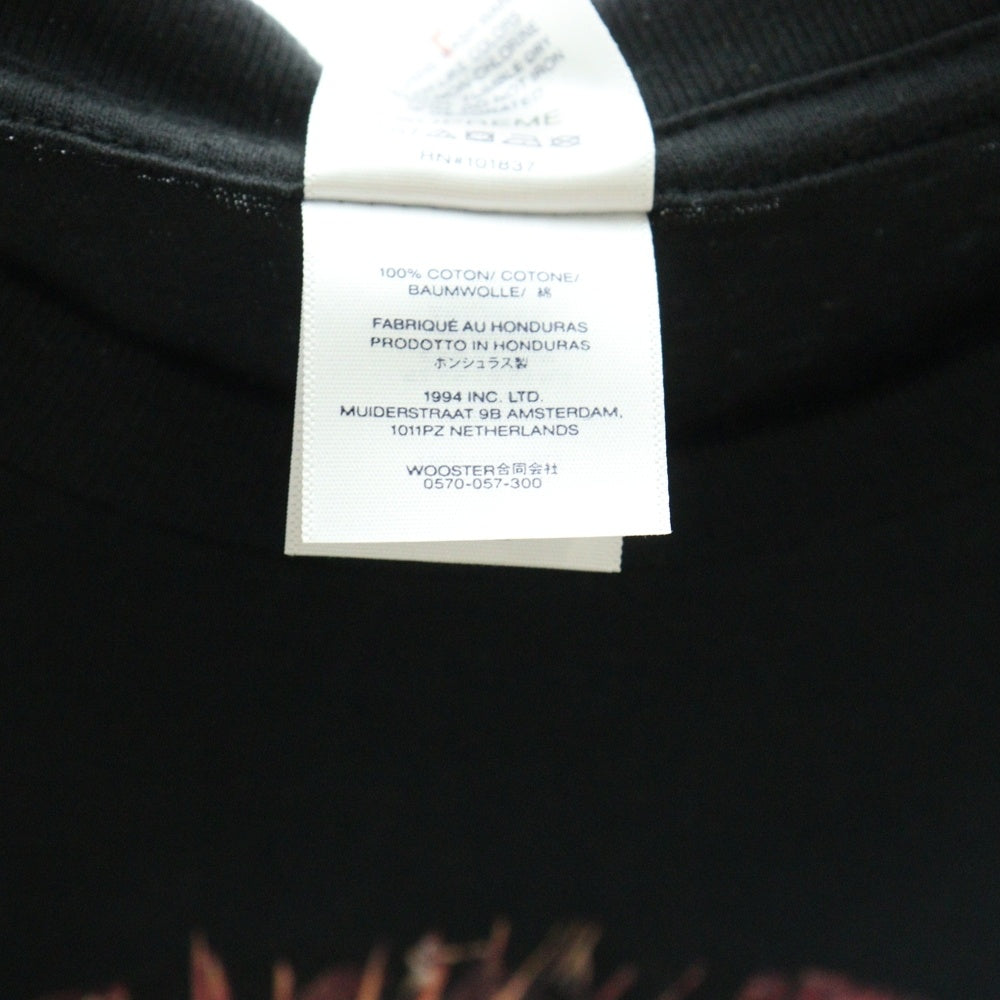 RN#101837
100% COTON/ COTONE/
BAUMWOLLE/ 綿
FABRIQUÉ AU HONDURAS
PRODOTTO IN HONDURAS
ホンジュラス製
1994 INC. LTD.
MUIDERSTRAAT 9B AMSTERDAM,
1011PZ NETHERLANDS
WOOSTER合同会社
0570-057-300